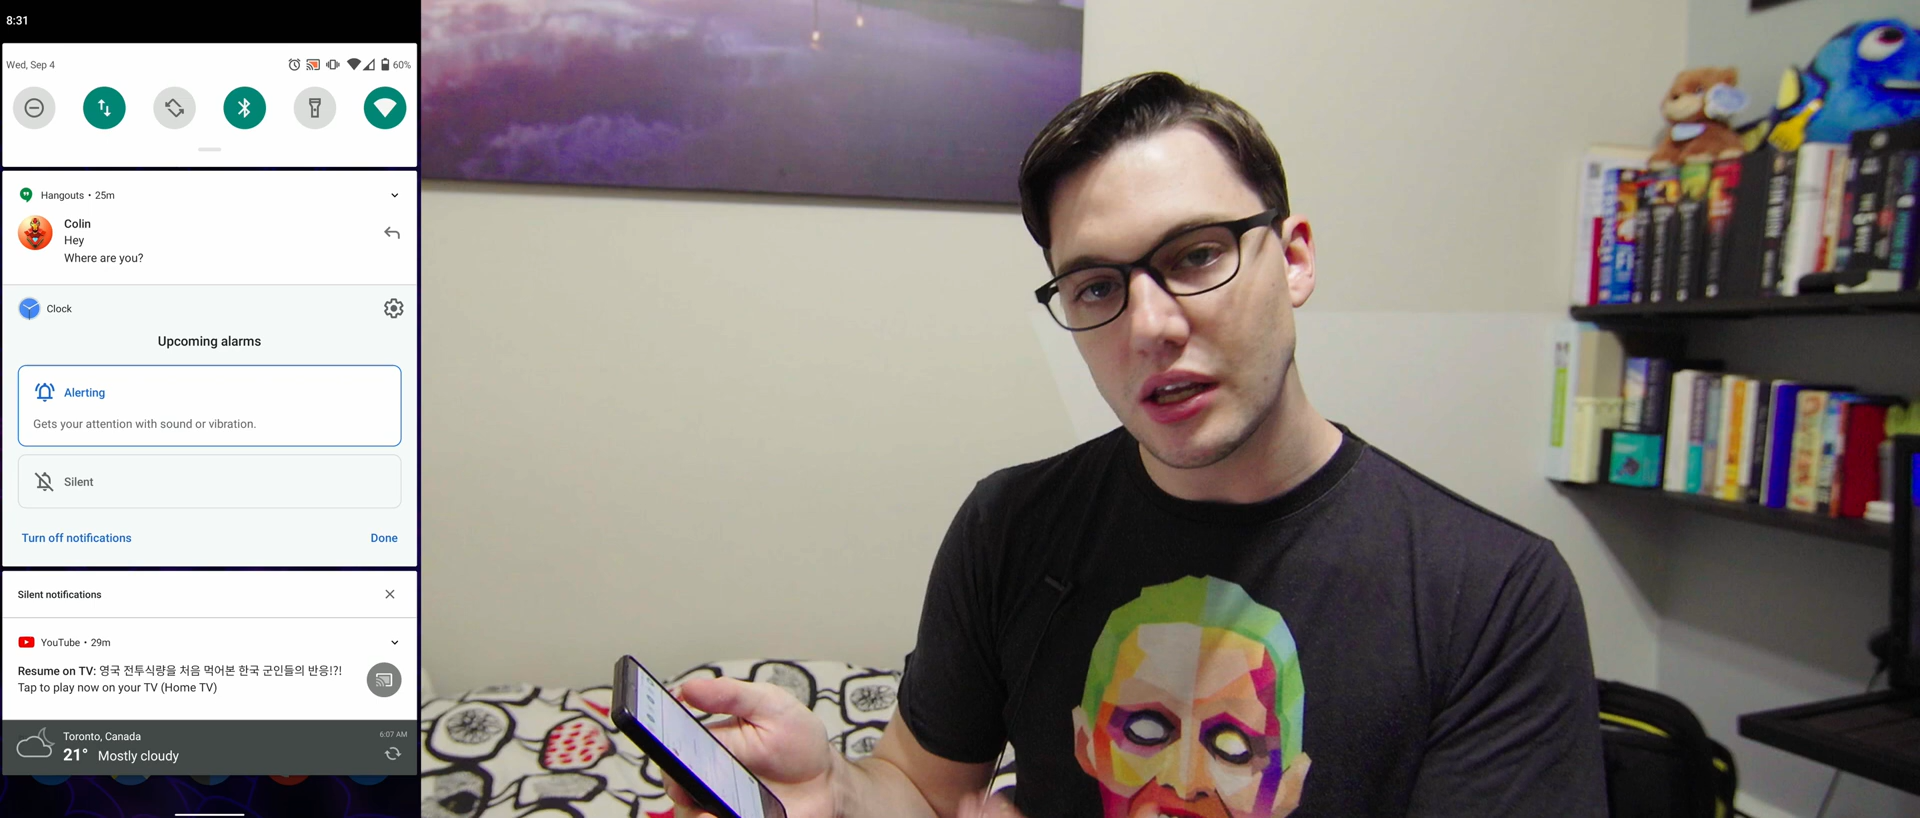 8:31
Wed, Sep 4
60%
Hangouts • 25m
Colin
Hey
Where are you?
Clock
Upcoming alarms
Alerting
Gets your attention with sound or vibration.
Silent
Turn off notifications
Done
Silent notifications
YouTube • 29m
Resume on TV: 영국 전투식량을 처음 먹어본 한국 군인들의 반응!?!
Tap to play now on your TV (Home TV)
Toronto, Canada
6:07 AM
21° Mostly cloudy